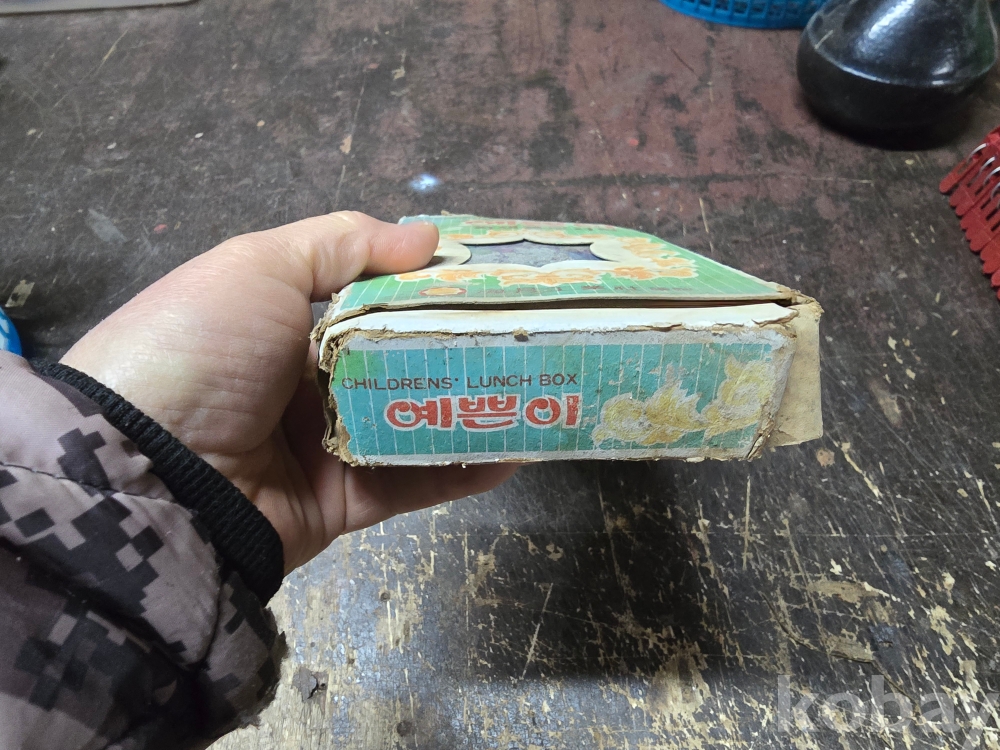 CHILDRENS' LUNCH BOX
예쁜이
kobay